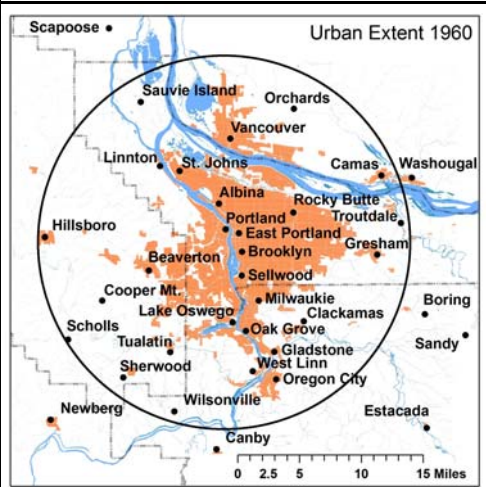 Urban Extent 1960
Scapoose
Sauvie Island
Orchards
Vancouver
Linnton
St. Johns
Camas
Washougal
Albina
Rocky Butte
Troutdale
Portland
East Portland
Hillsboro
Gresham
Brooklyn
Beaverton
Sellwood
Cooper Mt.
Milwaukie
Boring
Lake Oswego
Clackamas
Scholls
Oak Grove
Sandy
Tualatin
Gladstone
Sherwood
West Linn
Oregon City
Wilsonville
Newberg
Estacada
Canby
0 2.5 5 10 15 Miles